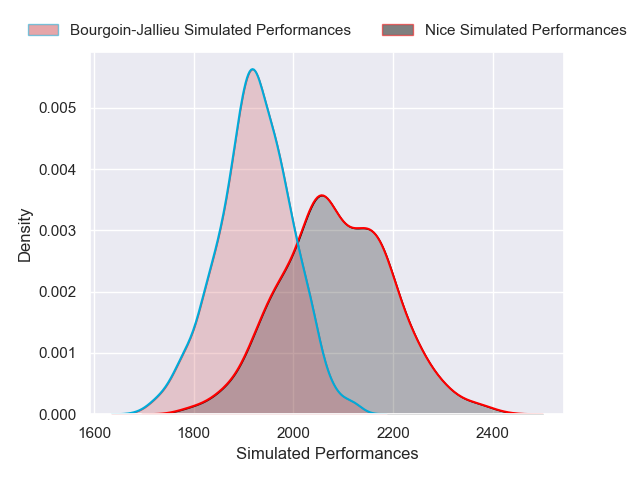 Bourgoin-Jallieu Simulated Performances Nice Simulated Performances
0.005
0.004
0.003
0.002
0.001
0.000
Density
1600 1800 2000 2200 2400
Simulated Performances